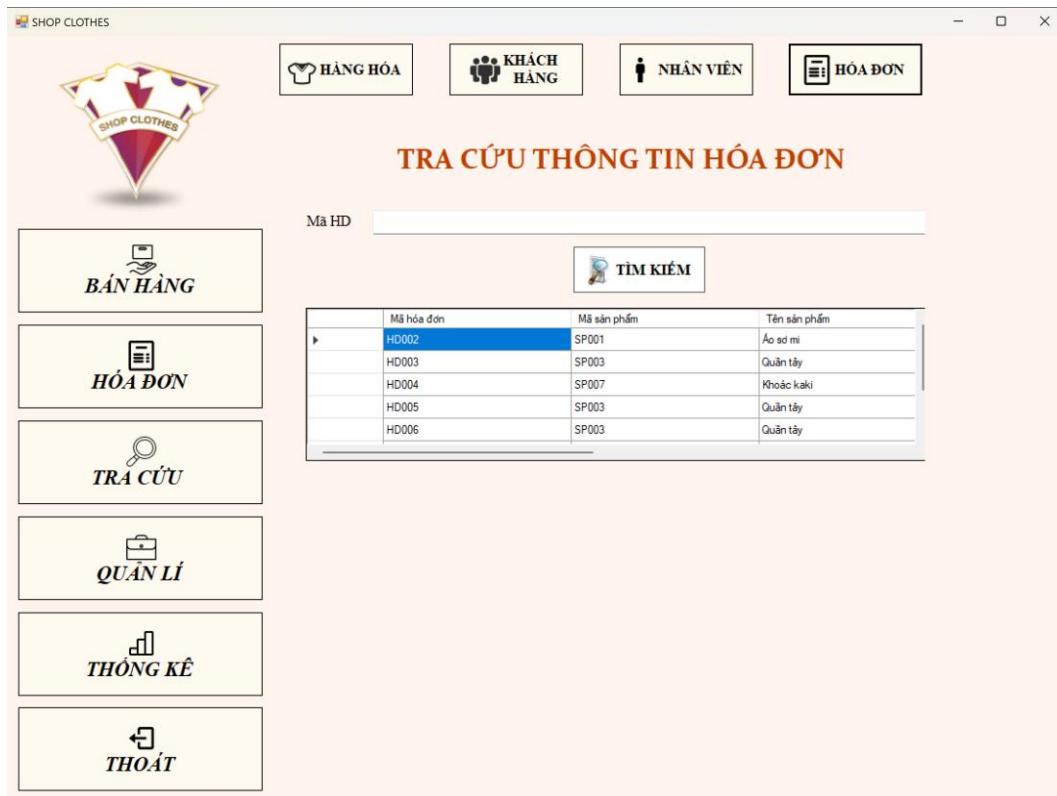 SHOP CLOTHES
HÀNG HÓA
KHÁCH
HÀNG
NHÂN VIÊN
HÓA ĐƠN
SHOP CLOTHES
TRA CỨU THÔNG TIN HÓA ĐƠN
Mã HD
TÌM KIẾM
BÁN HÀNG
HÓA ĐƠN
TRA CỨU
QUẢN LÍ
THỐNG KÊ
THOÁT
Mã hóa đơn Mã sản phẩm Tên sản phẩm
HD002 SP001 Áo sơ mi
HD003 SP003 Quần tây
HD004 SP007 Khoác kaki
HD005 SP003 Quần tây
HD006 SP003 Quần tây